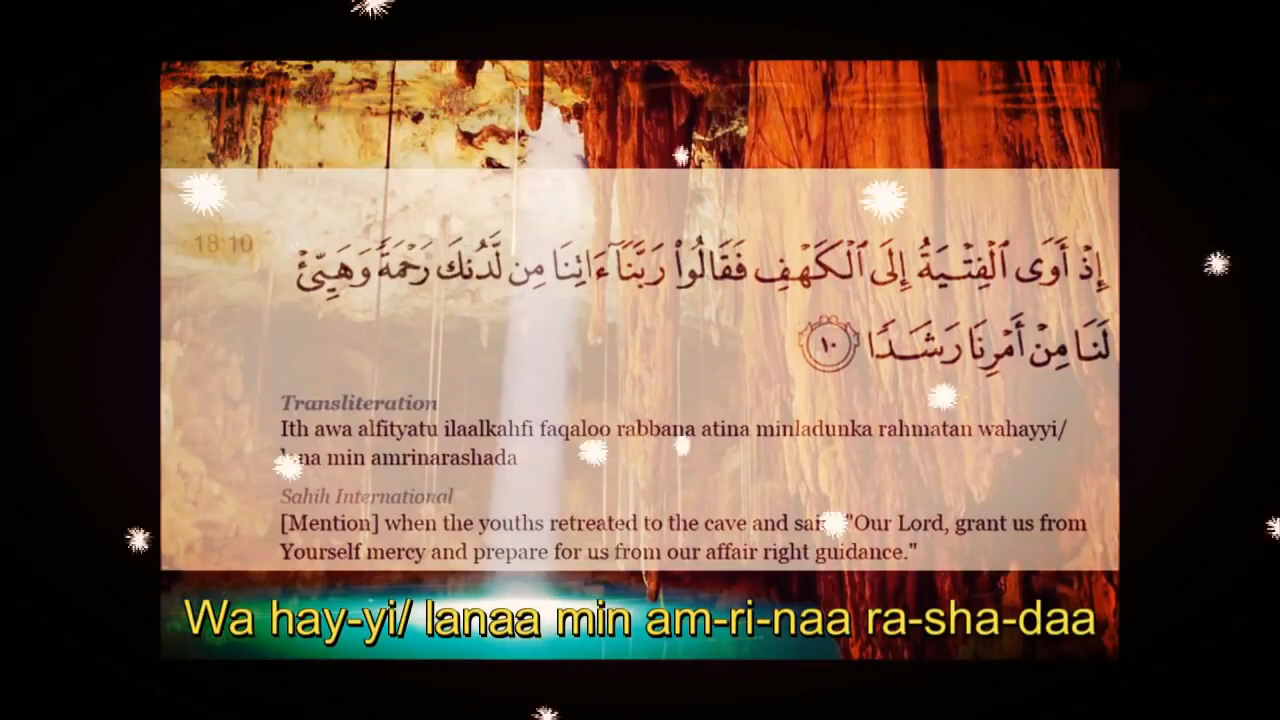 18:10
إِذْ أَوَى ٱلْفِتْيَةُ إِلَى ٱلْكَهْفِ فَقَالُوا۟ رَبَّنَآ ءَاتِنَا مِن لَّدُنكَ رَحْمَةً وَهَيِّئْ
لَنَا مِنْ أَمْرِنَا رَشَدًا ١٠
Transliteration
Ith awa alfityatu ilaalkahfi faqaloo rabbana atina minladunka rahmatan wahayyi/
lana min amrinarashada
Sahih International
[Mention] when the youths retreated to the cave and said, "Our Lord, grant us from
Yourself mercy and prepare for us from our affair right guidance."
Wa hay-yi/ lanaa min am-ri-naa ra-sha-daa